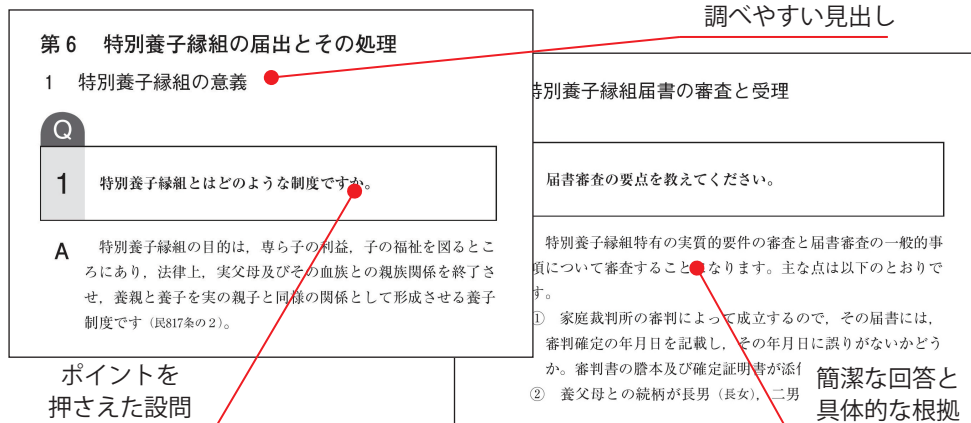 調べやすい見出し
第6　特別養子縁組の届出とその処理
1　特別養子縁組の意義
Q
1　特別養子縁組とはどのような制度ですか。
A　特別養子縁組の目的は，専ら子の利益，子の福祉を図るとこ
ろにあり，法律上，実父母及びその血族との親族関係を終了さ
せ，養親と養子を実の親子と同様の関係として形成させる養子
制度です（民817条の2）。
ポイントを
押さえた設問
特別養子縁組届書の審査と受理
届書審査の要点を教えてください。
特別養子縁組特有の実質的要件の審査と届書審査の一般的事
項について審査することになります。主な点は以下のとおりで
す。
①　家庭裁判所の審判によって成立するので，その届書には，
審判確定の年月日を記載し，その年月日に誤りがないかどう
か。審判書の謄本及び確定証明書が添付
②　養父母との続柄が長男（長女），二男
簡潔な回答と
具体的な根拠